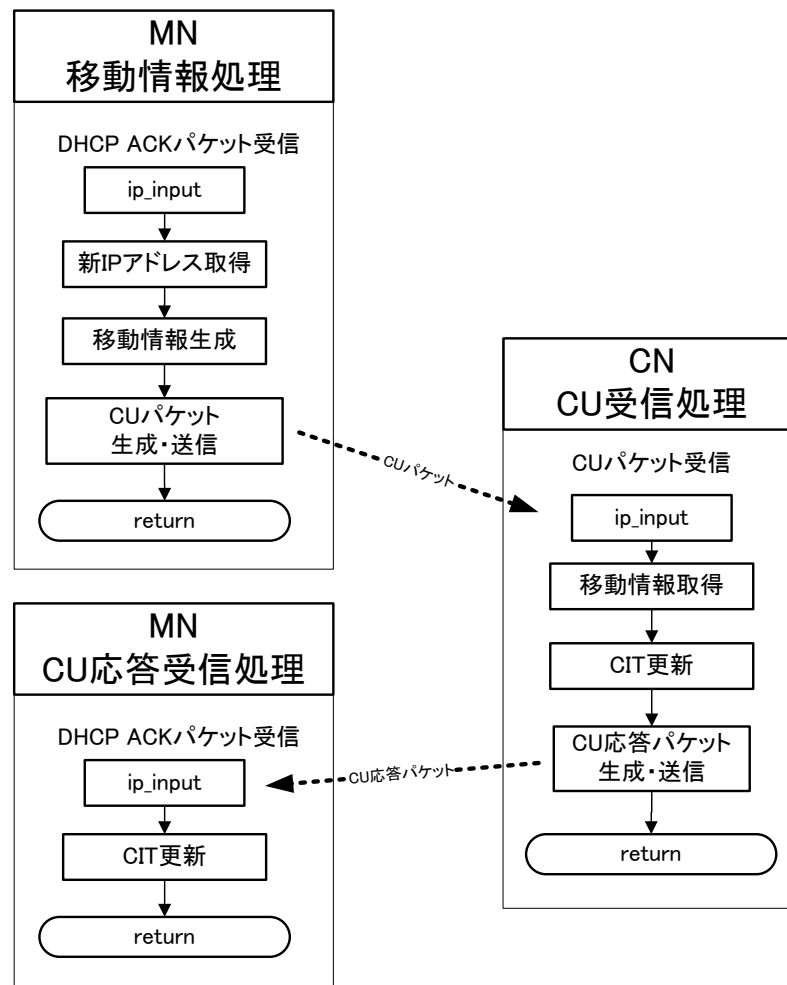 MN
移動情報処理
DHCP ACKパケット受信
ip_input
新IPアドレス取得
移動情報生成
CUパケット
生成・送信
return
CUパケット
CN
CU受信処理
CUパケット受信
ip_input
移動情報取得
CIT更新
CU応答パケット
生成・送信
return
CU応答パケット
MN
CU応答受信処理
DHCP ACKパケット受信
ip_input
CIT更新
return